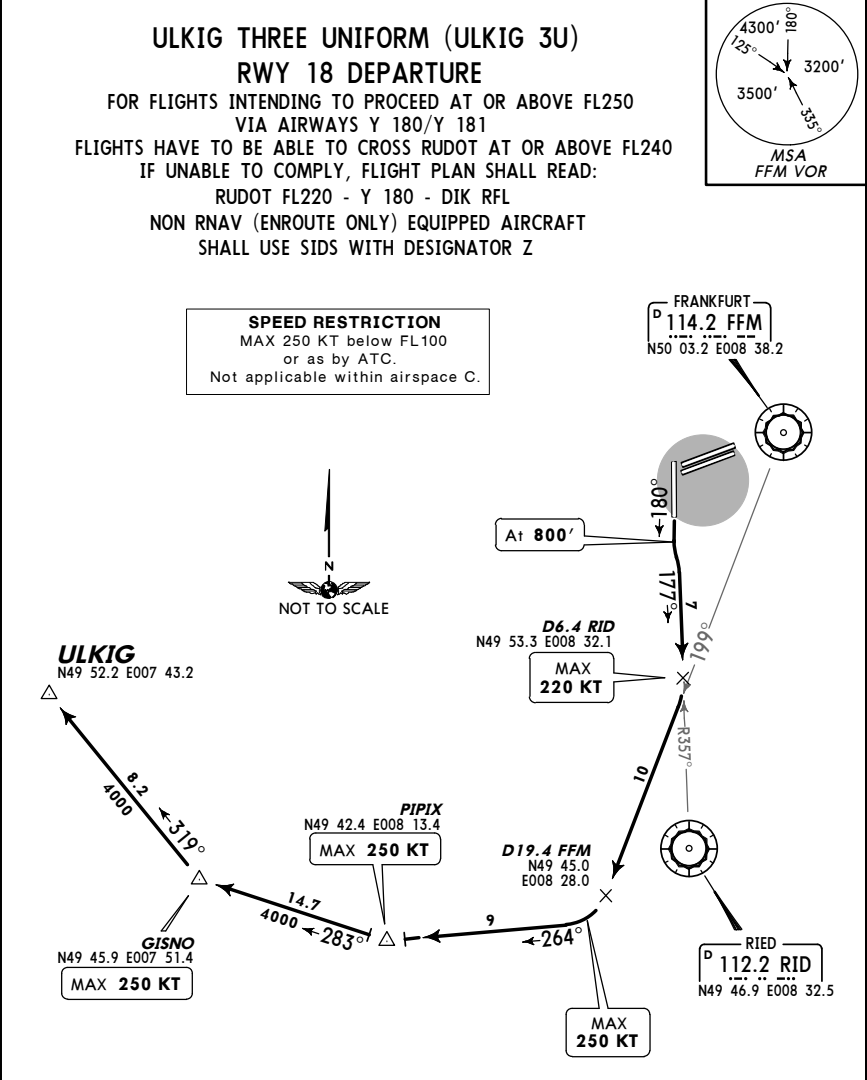 ULKIG THREE UNIFORM (ULKIG 3U)
RWY 18 DEPARTURE
FOR FLIGHTS INTENDING TO PROCEED AT OR ABOVE FL250
VIA AIRWAYS Y 180/Y 181
FLIGHTS HAVE TO BE ABLE TO CROSS RUDOT AT OR ABOVE FL240
IF UNABLE TO COMPLY, FLIGHT PLAN SHALL READ:
RUDOT FL220 - Y 180 - DIK RFL
NON RNAV (ENROUTE ONLY) EQUIPPED AIRCRAFT
SHALL USE SIDS WITH DESIGNATOR Z
4300'
180°
125°
3200'
3500'
335°
MSA
FFM VOR
SPEED RESTRICTION
MAX 250 KT below FL100
or as by ATC.
Not applicable within airspace C.
FRANKFURT
D 114.2 FFM
N50 03.2 E008 38.2
180°
At 800'
177°
7
N
NOT TO SCALE
D6.4 RID
N49 53.3 E008 32.1
MAX
220 KT
199°
R357°
ULKIG
N49 52.2 E007 43.2
8.2
4000
319°
10
PIPIX
N49 42.4 E008 13.4
MAX 250 KT
D19.4 FFM
N49 45.0
E008 28.0
14.7
4000
283°
9
264°
GISNO
N49 45.9 E007 51.4
MAX 250 KT
RIED
D 112.2 RID
N49 46.9 E008 32.5
MAX
250 KT